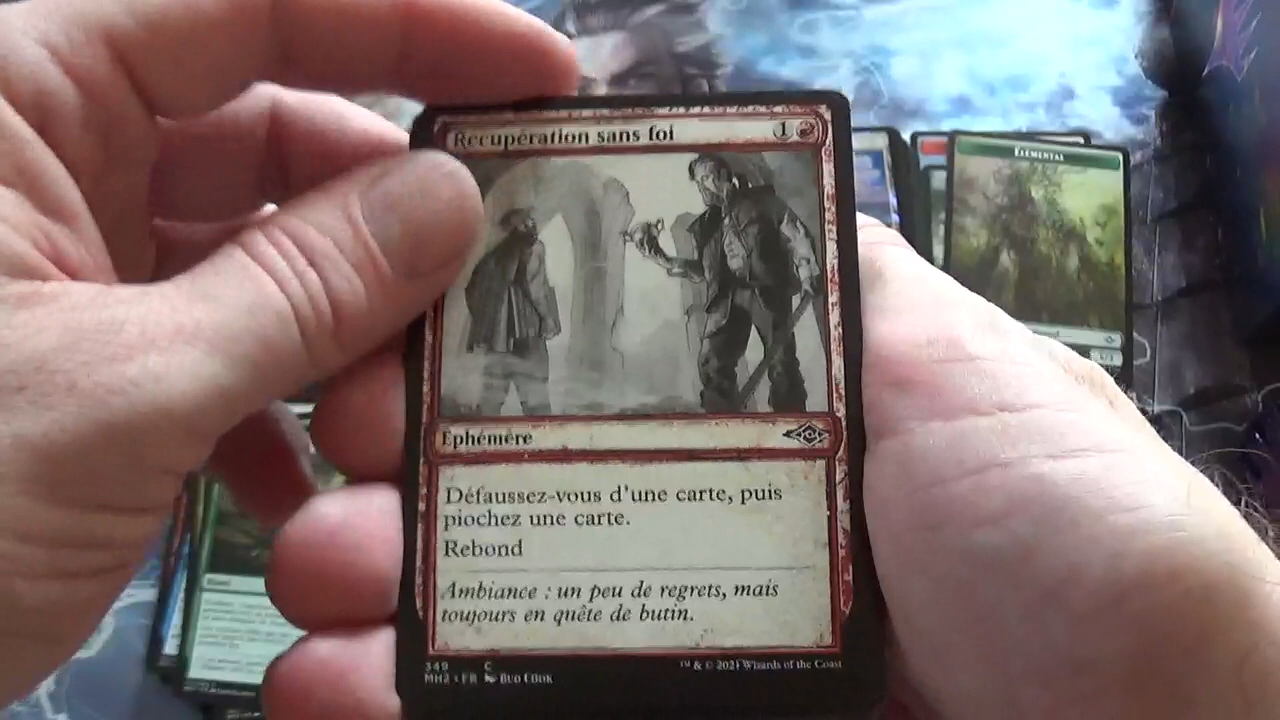 Récupération sans foi 1
ELEMENTAL
Éphémère
Défaussez-vous d'une carte, puis
piochez une carte.
Rebond
Ambiance : un peu de regrets, mais
toujours en quête de butin.
349 C
MH2 • FR BUD COOK
™ & © 2021 Wizards of the Coast